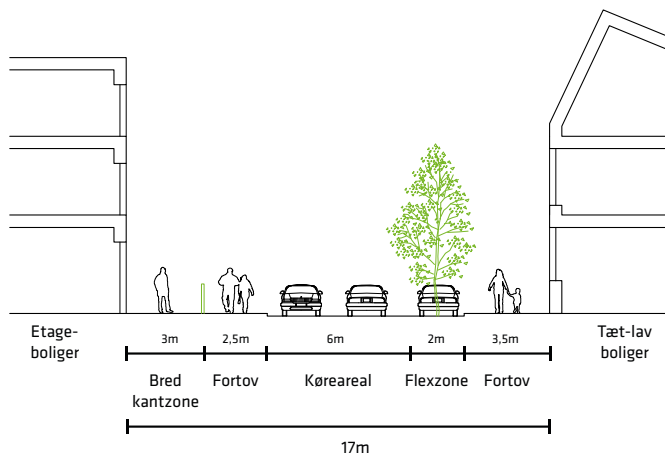 Etage-
boliger
3m
2,5m
6m
2m
3,5m
Tæt-lav
boliger
Bred
kantzone
Fortov
Køreareal
Flexzone
Fortov
17m